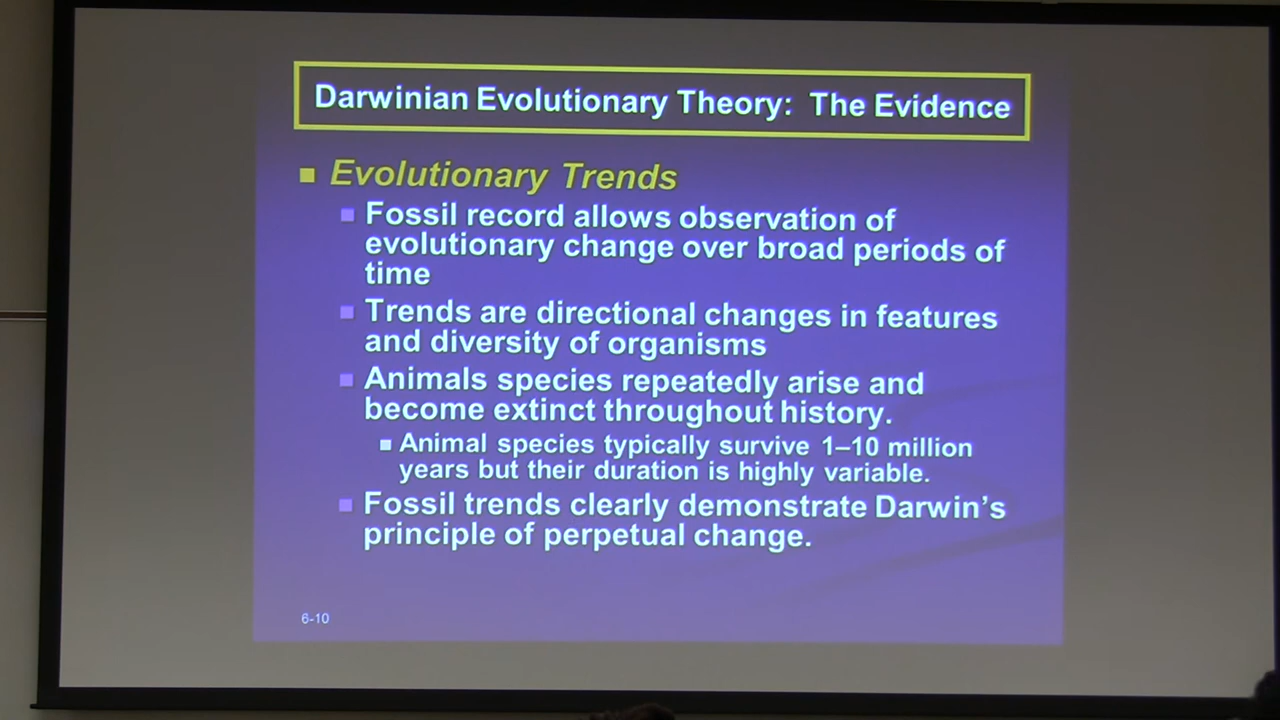 Darwinian Evolutionary Theory: The Evidence
Evolutionary Trends
Fossil record allows observation of
evolutionary change over broad periods of
time
Trends are directional changes in features
and diversity of organisms
Animals species repeatedly arise and
become extinct throughout history.
Animal species typically survive 1–10 million
years but their duration is highly variable.
Fossil trends clearly demonstrate Darwin's
principle of perpetual change.
6-10